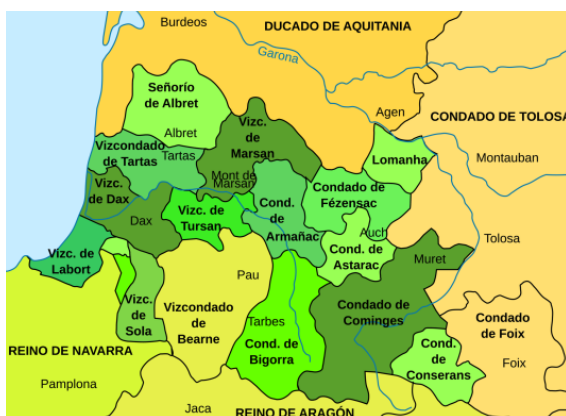 Burdeos
DUCADO DE AQUITANIA
Garona
Señorío
de Albret
Agen
CONDADO DE TOLOSA
Albret
Vizc.
de
Marsan
Vizcondado
de Tartas
Tartas
Lomanha
Montauban
Mont de
Marsan
Vizc.
de Dax
Condado de
Fézensac
Dax
Vizc. de
Tursan
Cond.
de
Armañac
Auch
Cond. de
Astarac
Tolosa
Muret
Vizc. de
Labort
Pau
Vizc.
de
Sola
Vizcondado
de
Bearne
Condado de
Cominges
Condado
de Foix
Tarbes
Cond. de
Bigorra
Cond.
de
Conserans
Foix
REINO DE NAVARRA
Pamplona
Jaca
REINO DE ARAGÓN